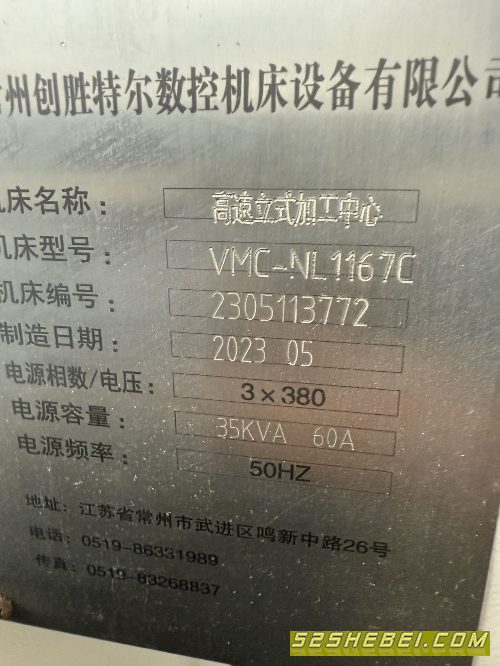 州创胜特尔数控机床设备有限公司
机床名称: 高速立式加工中心
机床型号: VMC-NL1167C
机床编号: 2305113772
制造日期: 2023 05
电源相数/电压: 3×380
电源容量: 35KVA 60A
电源频率: 50HZ
地址: 江苏省常州市武进区鸣新中路26号
电话: 0519-86331989
传真: 0519-83268837
52SHEBEI.COM